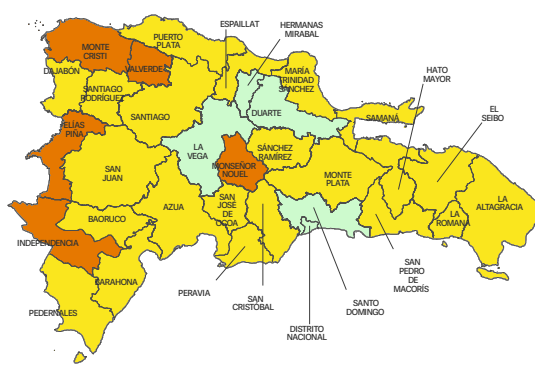 ESPAILLAT
HERMANAS
MIRABAL
PUERTO
PLATA
MONTE
CRISTI
VALVERDE
DAJABÓN
MARÍA
TRINIDAD
SÁNCHEZ
HATO
MAYOR
SANTIAGO
RODRÍGUEZ
SANTIAGO
DUARTE
SAMANÁ
EL
SEIBO
ELÍAS
PIÑA
LA
VEGA
SÁNCHEZ
RAMÍREZ
MONSEÑOR
NOUEL
SAN
JUAN
MONTE
PLATA
AZUA
SAN
JOSÉ
DE
OCOA
LA
ALTAGRACIA
LA
ROMANA
BAORUCO
INDEPENDENCIA
BARAHONA
PEDERNALES
PERAVIA
SAN
CRISTÓBAL
DISTRITO
NACIONAL
SANTO
DOMINGO
SAN
PEDRO
DE
MACORÍS